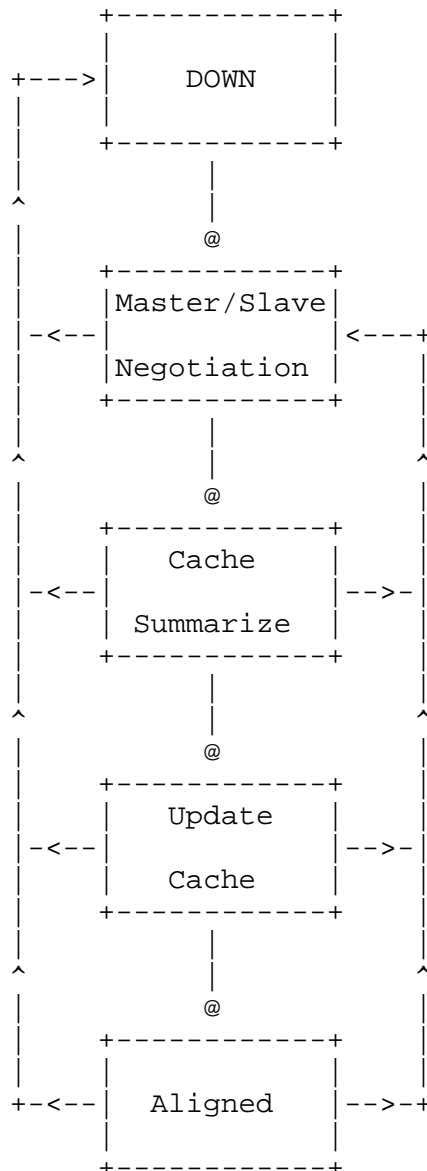 DOWN
@
Master/Slave
Negotiation
@
Cache
Summarize
@
Update
Cache
@
Aligned